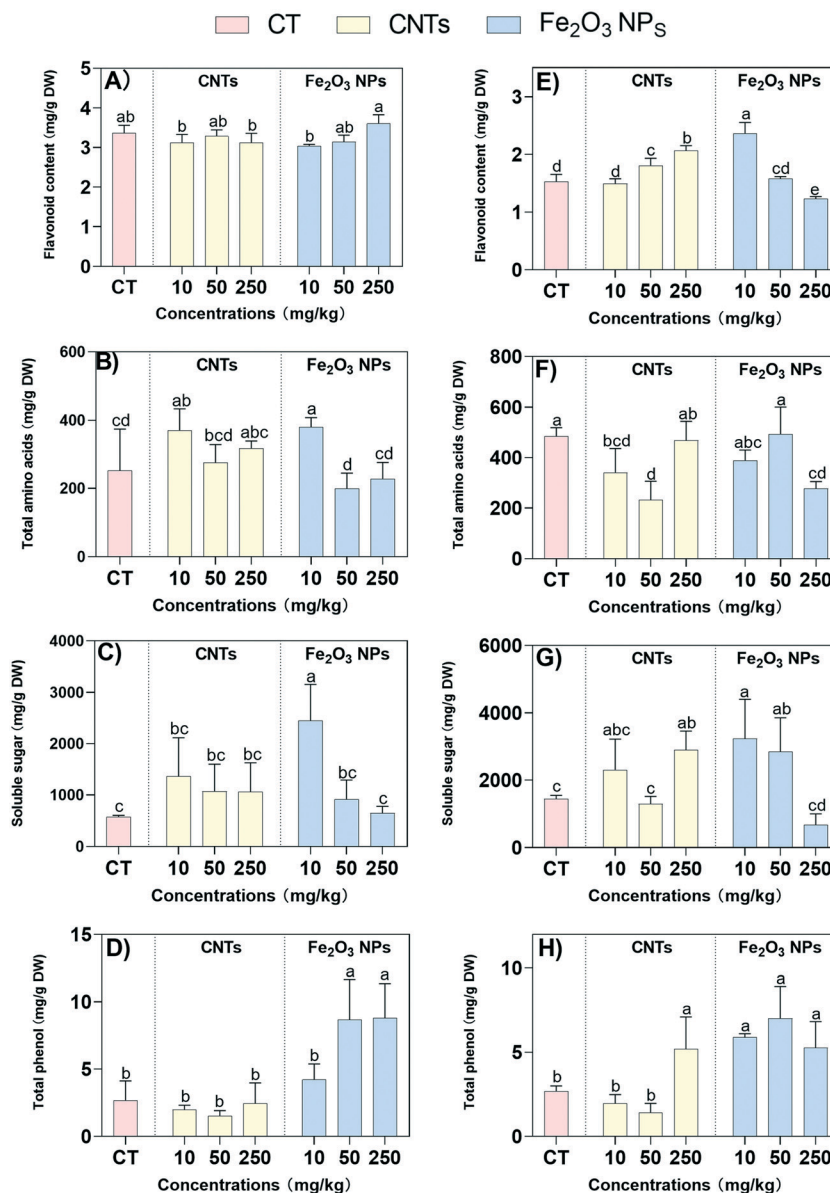 CT CNTs Fe₂O₃ NPS
A)
CNTs
Fe₂O₃ NPs
Flavonoid content (mg/g DW)
5
4
3
2
1
0
ab
b
ab
b
b
ab
a
CT 10 50 250 10 50 250
Concentrations (mg/kg)
E)
CNTs
Fe₂O₃ NPs
Flavonoid content (mg/g DW)
3
2
1
0
d
d
c
b
a
cd
e
CT 10 50 250 10 50 250
Concentrations (mg/kg)
B)
CNTs
Fe₂O₃ NPs
Total amino acids (mg/g DW)
600
400
200
0
cd
ab
bcd
abc
a
d
cd
CT 10 50 250 10 50 250
Concentrations (mg/kg)
F)
CNTs
Fe₂O₃ NPs
Total amino acids (mg/g DW)
800
600
400
200
0
a
bcd
d
ab
abc
a
cd
CT 10 50 250 10 50 250
Concentrations (mg/kg)
C)
CNTs
Fe₂O₃ NPs
Soluble sugar (mg/g DW)
4000
3000
2000
1000
0
c
bc
bc
bc
a
bc
c
CT 10 50 250 10 50 250
Concentrations (mg/kg)
G)
CNTs
Fe₂O₃ NPs
Soluble sugar (mg/g DW)
6000
4000
2000
0
c
abc
c
ab
a
ab
cd
CT 10 50 250 10 50 250
Concentrations (mg/kg)
D)
CNTs
Fe₂O₃ NPs
Total phenol (mg/g DW)
15
10
5
0
b
b
b
b
b
a
a
CT 10 50 250 10 50 250
Concentrations (mg/kg)
H)
CNTs
Fe₂O₃ NPs
Total phenol (mg/g DW)
10
5
0
b
b
b
a
a
a
a
CT 10 50 250 10 50 250
Concentrations (mg/kg)